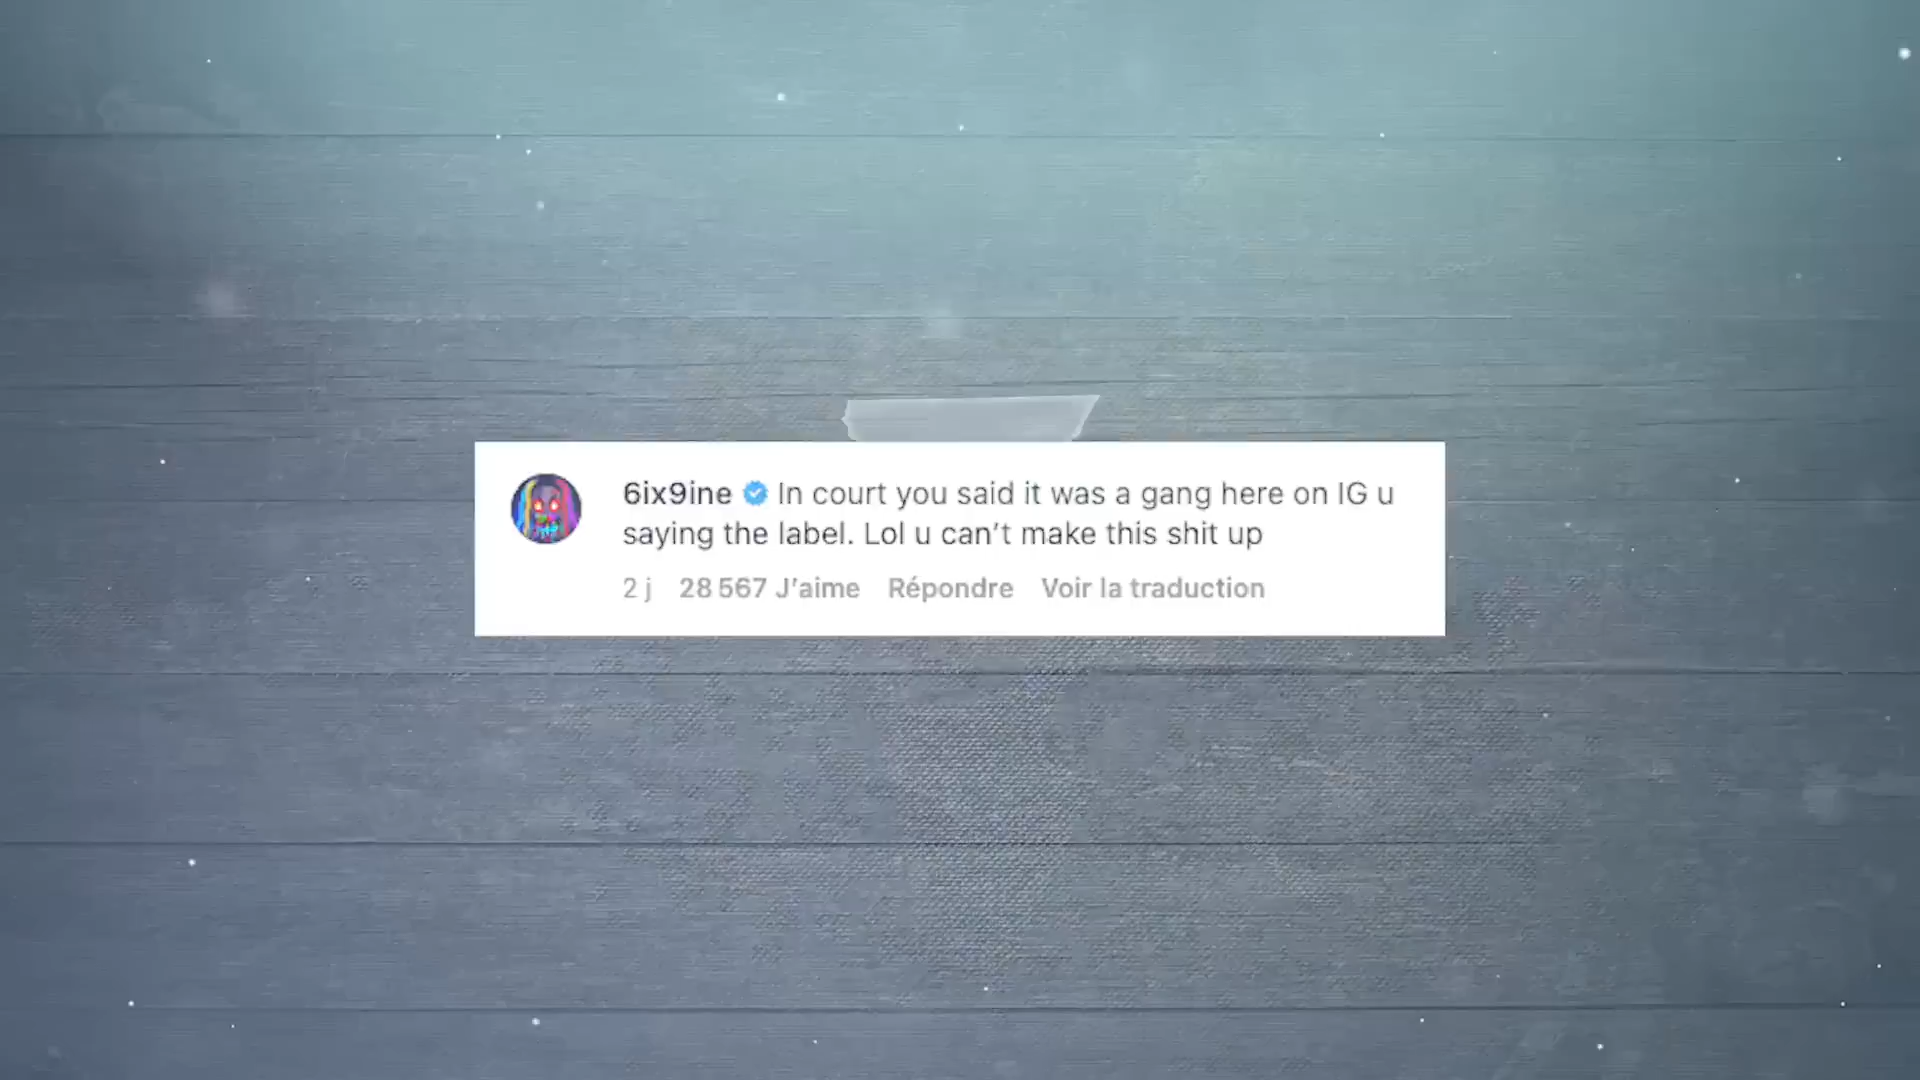 6ix9ine In court you said it was a gang here on IG u
saying the label. Lol u can’t make this shit up
2 j 28 567 J’aime Répondre Voir la traduction